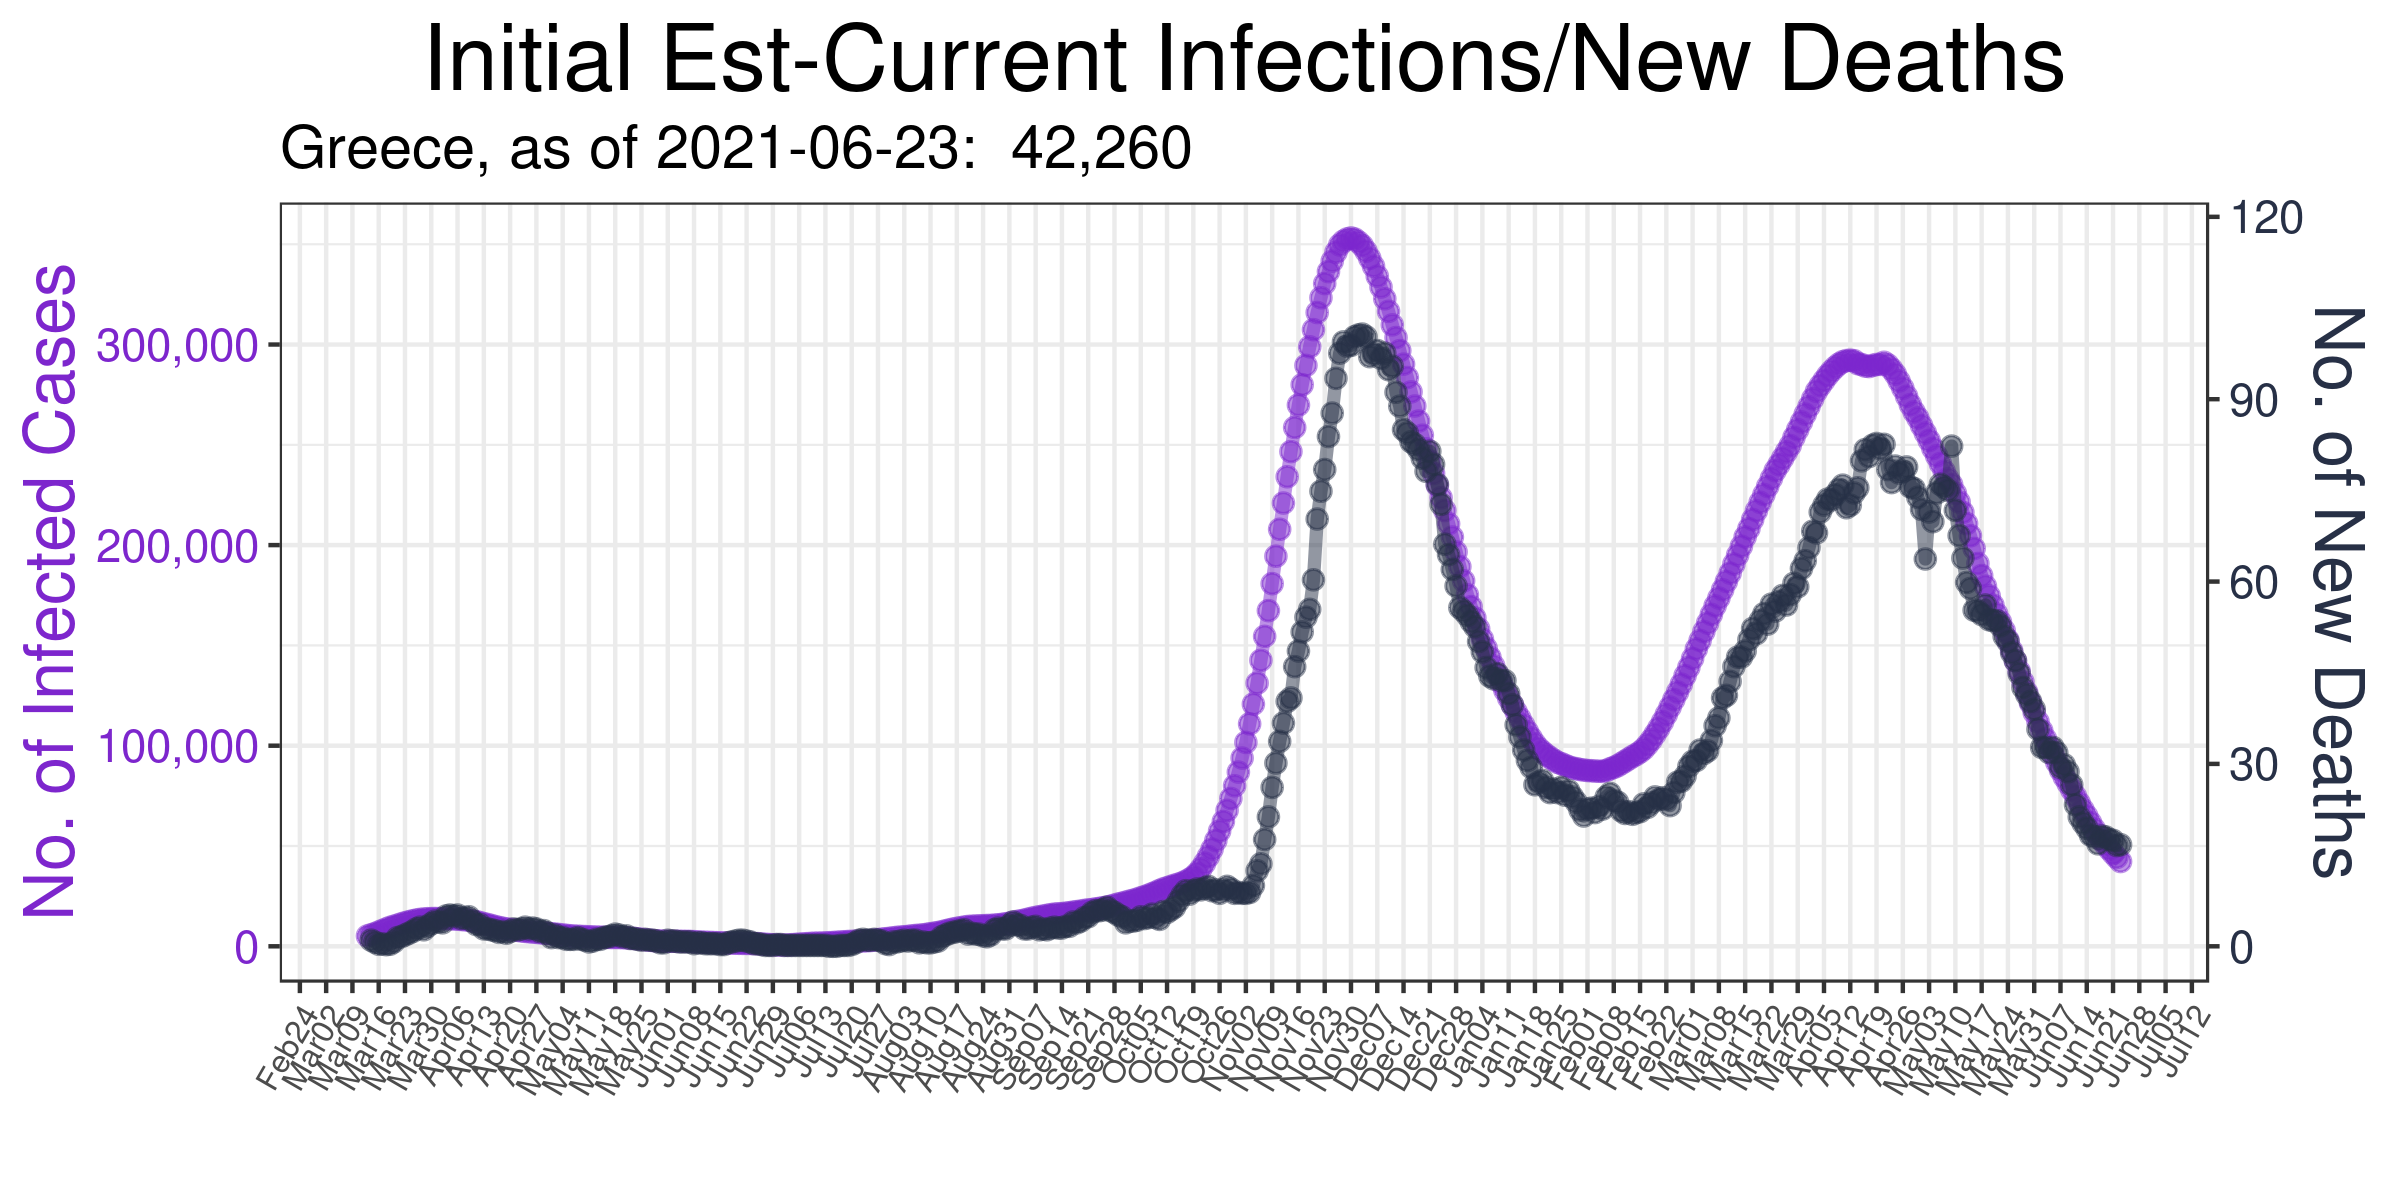 Initial Est-Current Infections/New Deaths
Greece, as of 2021-06-23: 42,260
No. of Infected Cases
300,000
200,000
100,000
0
120
90
60
30
0
No. of New Deaths
Feb24
Mar02
Mar09
Mar16
Mar23
Mar30
Apr06
Apr13
Apr20
Apr27
May04
May11
May18
May25
Jun01
Jun08
Jun15
Jun22
Jun29
Jul06
Jul13
Jul20
Jul27
Aug03
Aug10
Aug17
Aug24
Aug31
Sep07
Sep14
Sep21
Sep28
Oct05
Oct12
Oct19
Oct26
Nov02
Nov09
Nov16
Nov23
Nov30
Dec07
Dec14
Dec21
Dec28
Jan04
Jan11
Jan18
Jan25
Feb01
Feb08
Feb15
Feb22
Mar01
Mar08
Mar15
Mar22
Mar29
Apr05
Apr12
Apr19
Apr26
May03
May10
May17
May24
May31
Jun07
Jun14
Jun21
Jun28
Jul05
Jul12